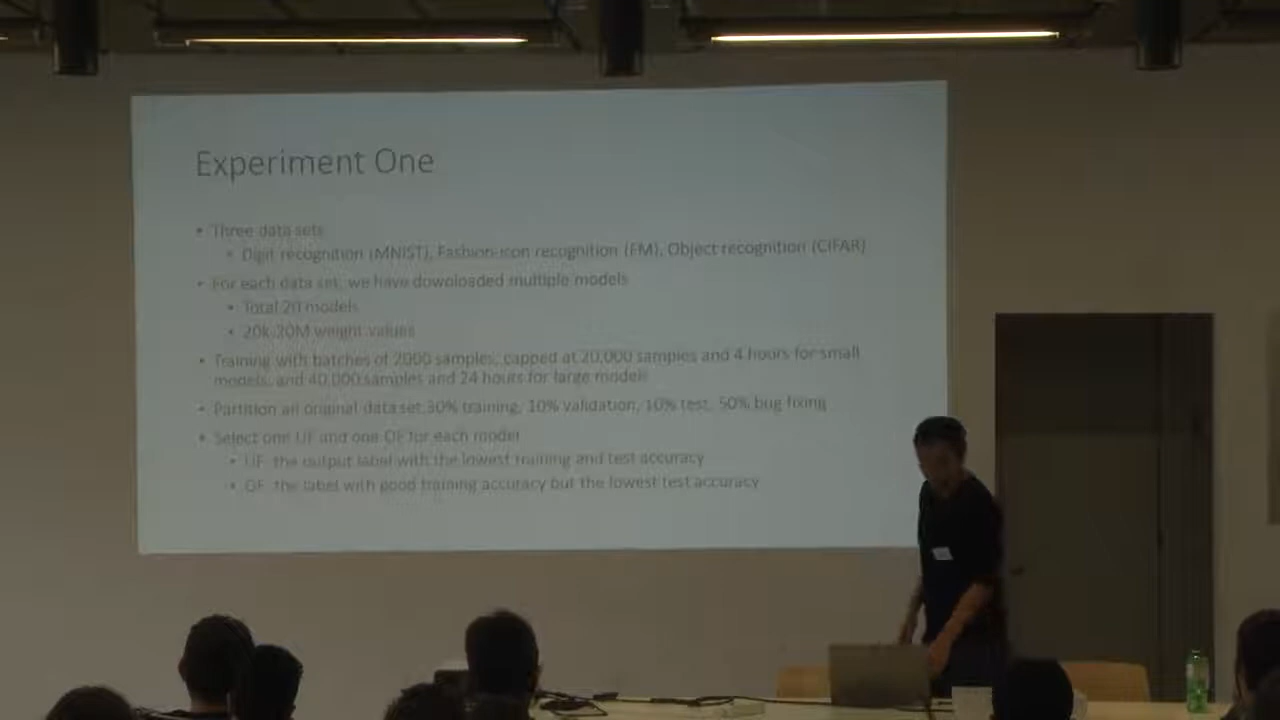 Experiment One
• Three data sets
• Digit recognition (MNIST), Fashion-icon recognition (FM), Object recognition (CIFAR)
• For each data set, we have dowoloaded multiple models
• Total 20 models
• 20k-20M weight values
• Training with batches of 2000 samples, capped at 20,000 samples and 4 hours for small
models, and 40,000 samples and 24 hours for large models
• Partition an original data set 30% training, 10% validation, 10% test, 50% bug fixing
• Select one UF and one OF for each model
• UF the output label with the lowest training and test accuracy
• OF the label with good training accuracy but the lowest test accuracy